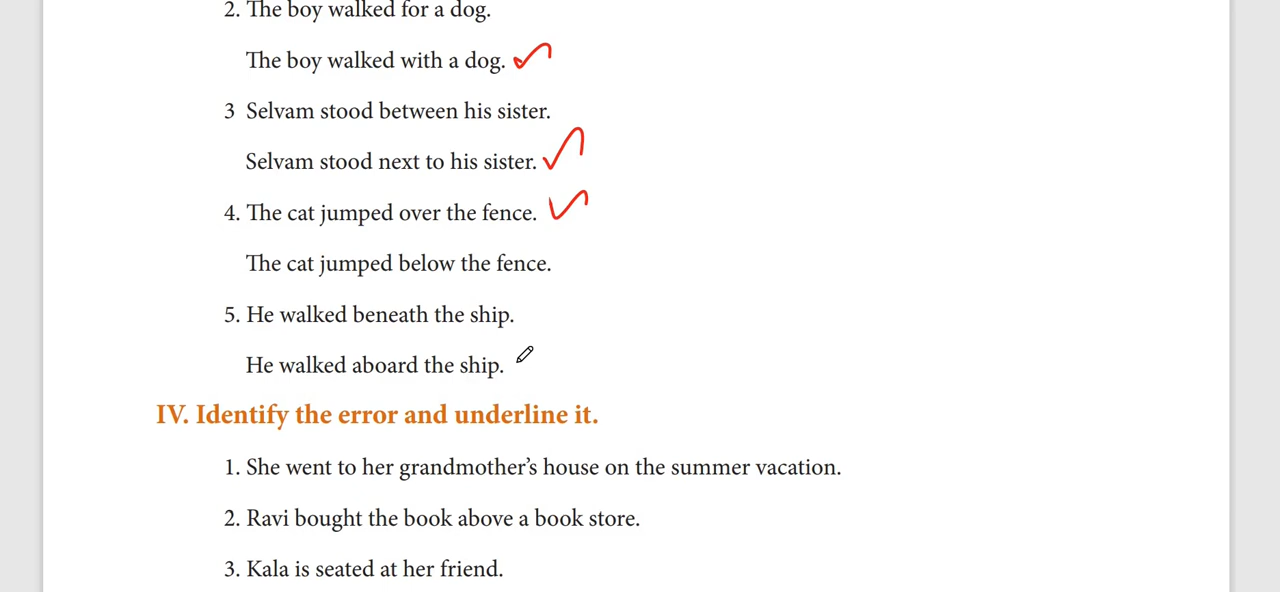 2. The boy walked for a dog.
The boy walked with a dog.
3 Selvam stood between his sister.
Selvam stood next to his sister.
4. The cat jumped over the fence.
The cat jumped below the fence.
5. He walked beneath the ship.
He walked aboard the ship.
IV. Identify the error and underline it.
1. She went to her grandmother’s house on the summer vacation.
2. Ravi bought the book above a book store.
3. Kala is seated at her friend.